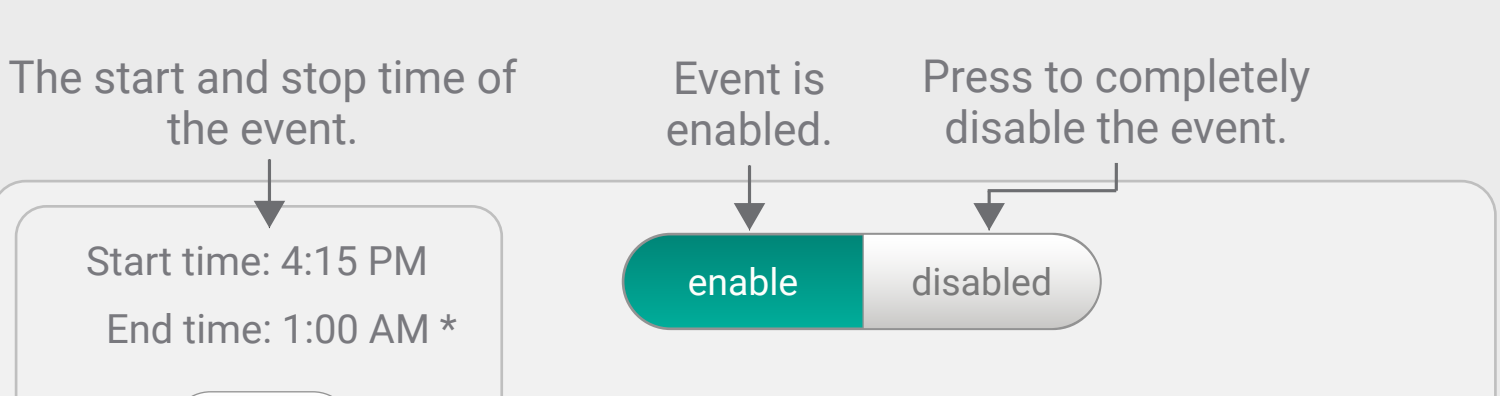 The start and stop time of
the event.
Event is
enabled.
Press to completely
disable the event.
Start time: 4:15 PM
End time: 1:00 AM *
enable
disabled